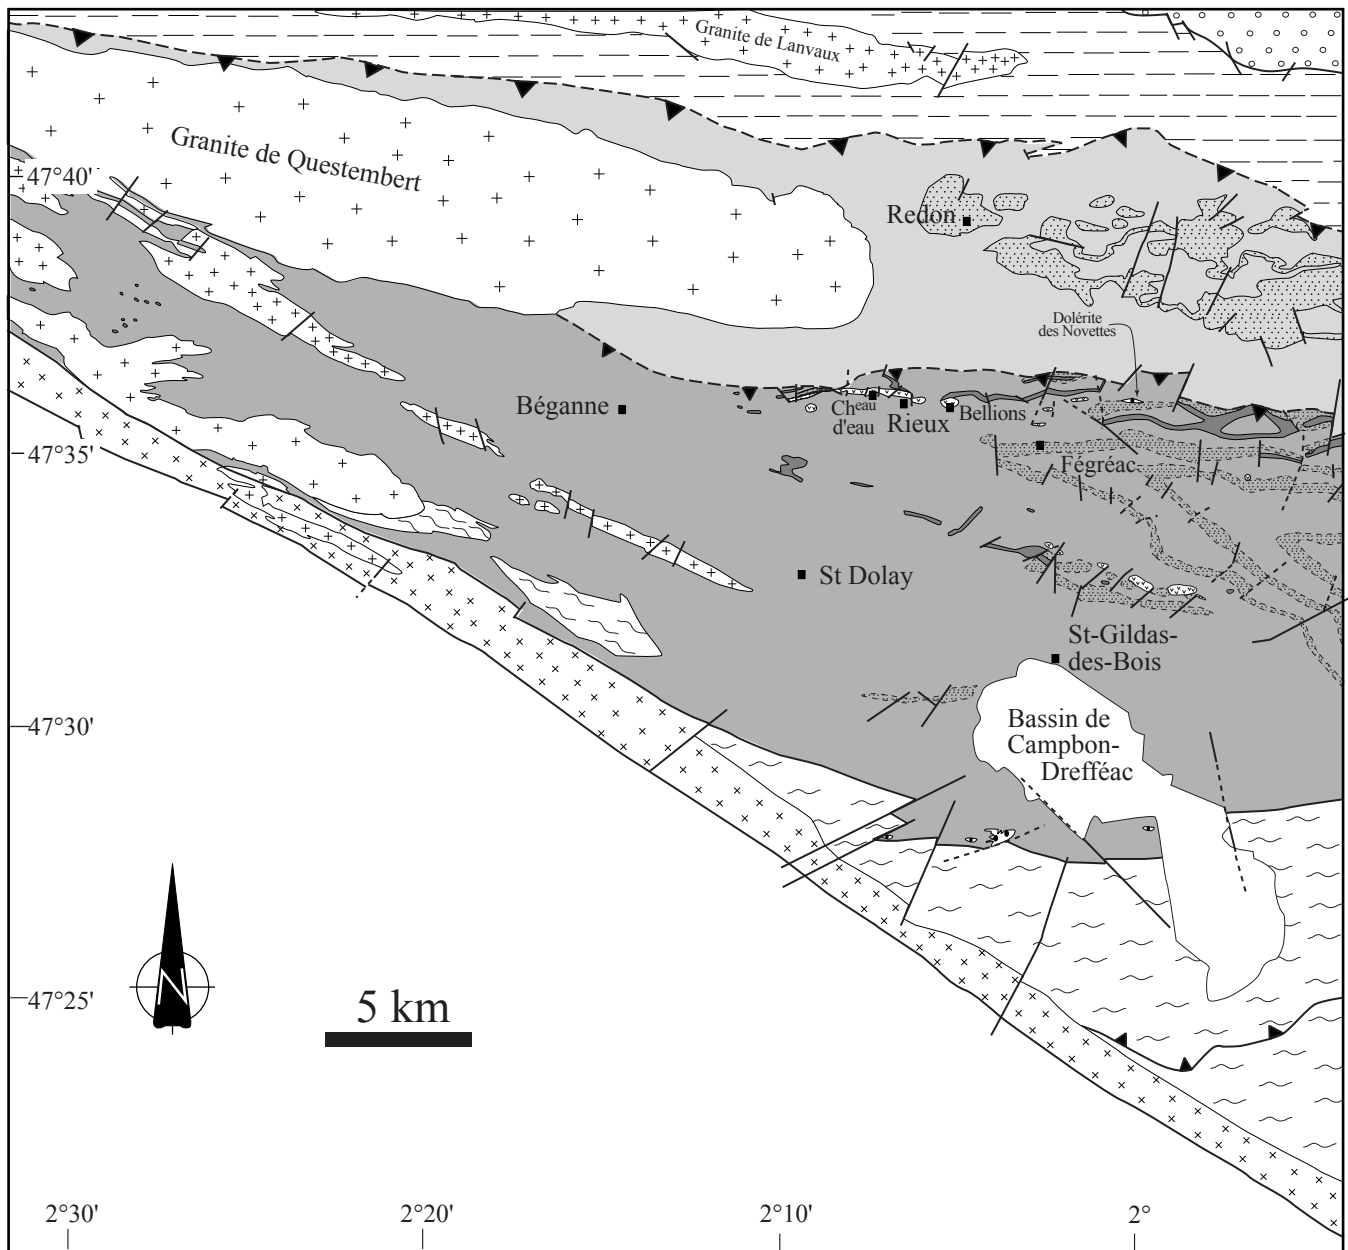 Granite de Lanvaux
Granite de Questembert
47°40'
Redon
Dolérite
des Novettes
Béganne
Cheau
d'eau
Rieux
Bellions
47°35'
Fégréac
St Dolay
St-Gildas-
des-Bois
47°30'
Bassin de
Campbon-
Drefféac
N
47°25'
5 km
2°30'
2°20'
2°10'
2°